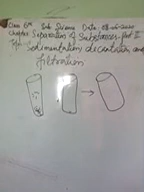 Class 6th Sub Science Date
Chapter Separation of Substances Part II
Sedimentation, decantation and
filtration